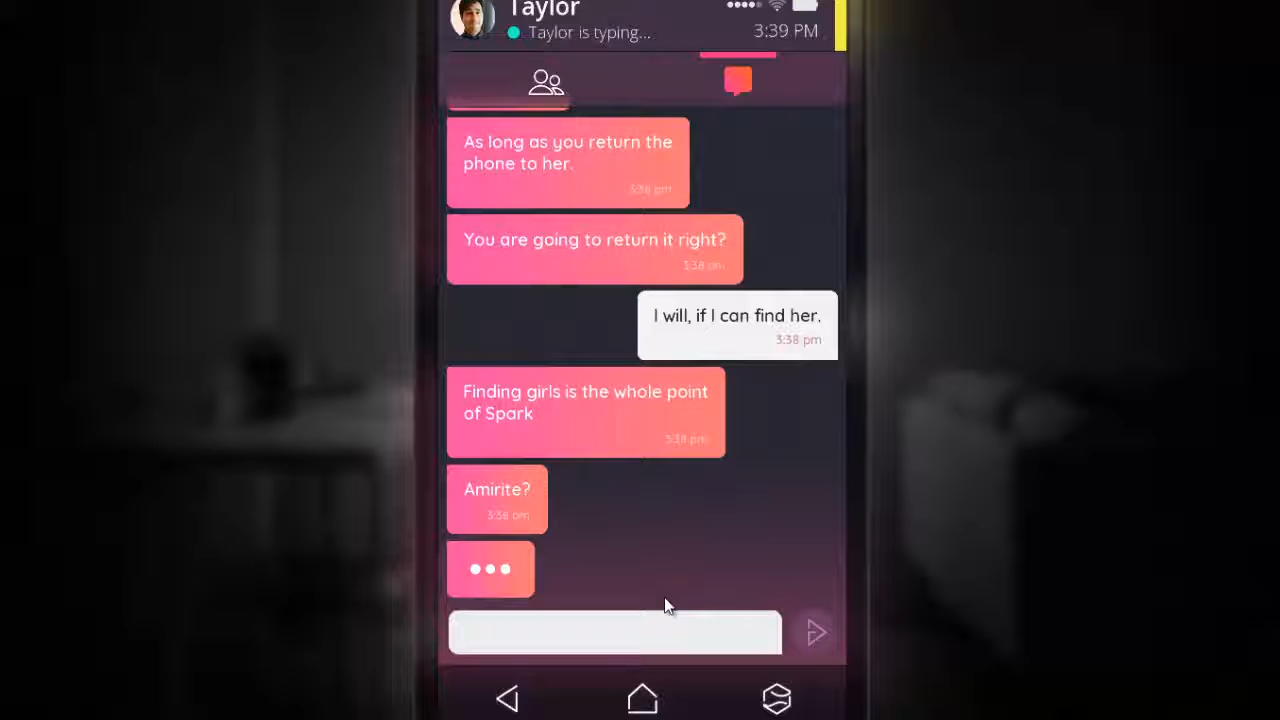 Taylor
Taylor is typing...
3:39 PM
As long as you return the
phone to her.
3:38 pm
You are going to return it right?
3:38 pm
I will, if I can find her.
3:38 pm
Finding girls is the whole point
of Spark
3:38 pm
Amirite?
3:38 pm